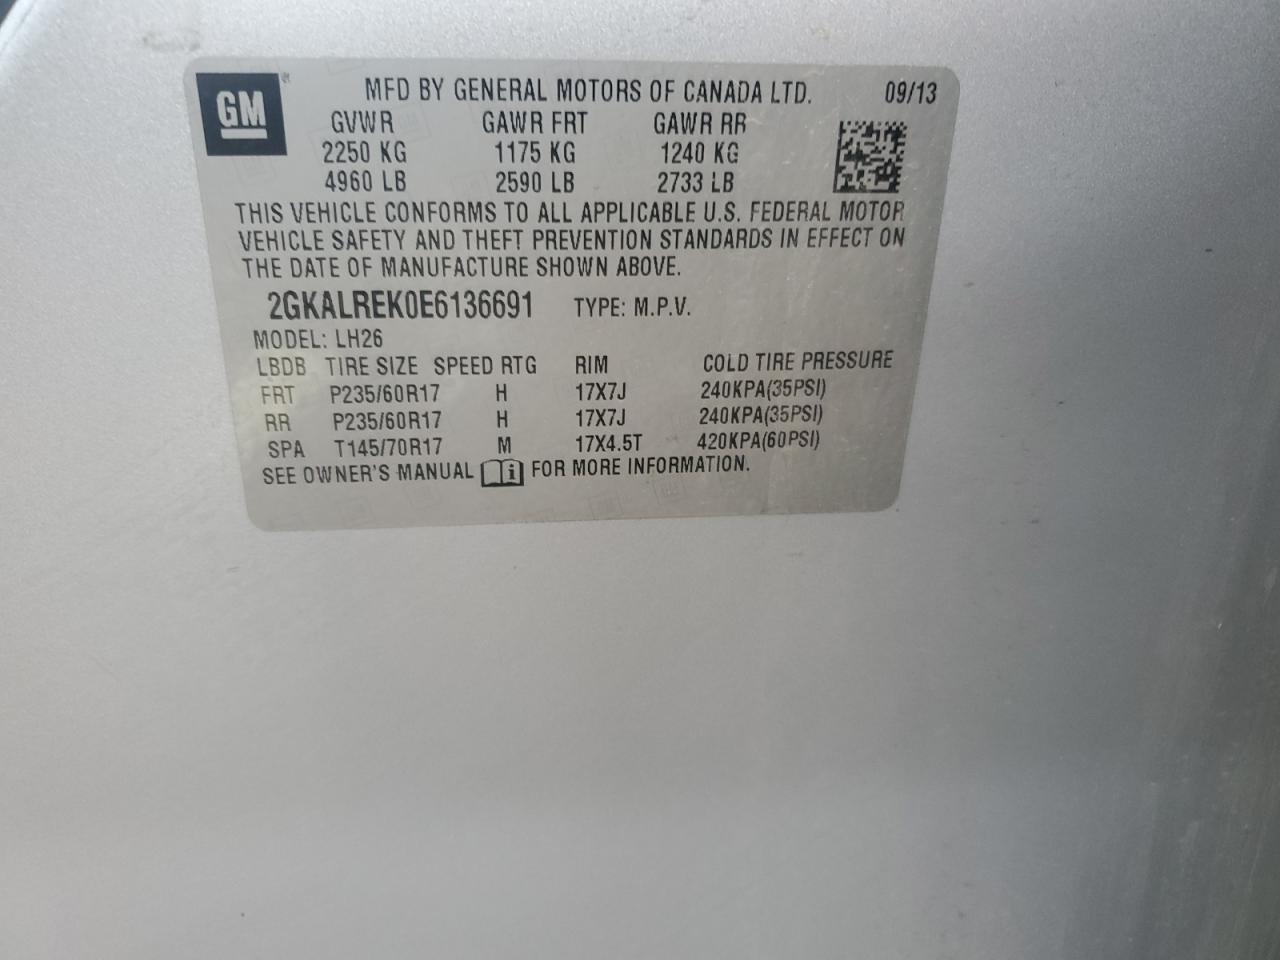 GM ® MFD BY GENERAL MOTORS OF CANADA LTD. 09/13
GVWR GAWR FRT GAWR RR
2250 KG 1175 KG 1240 KG
4960 LB 2590 LB 2733 LB
THIS VEHICLE CONFORMS TO ALL APPLICABLE U.S. FEDERAL MOTOR
VEHICLE SAFETY AND THEFT PREVENTION STANDARDS IN EFFECT ON
THE DATE OF MANUFACTURE SHOWN ABOVE.
2GKALREK0E6136691 TYPE: M.P.V.
MODEL: LH26
LBDB TIRE SIZE SPEED RTG RIM COLD TIRE PRESSURE
FRT P235/60R17 H 17X7J 240KPA(35PSI)
RR P235/60R17 H 17X7J 240KPA(35PSI)
SPA T145/70R17 M 17X4.5T 420KPA(60PSI)
SEE OWNER'S MANUAL i FOR MORE INFORMATION.